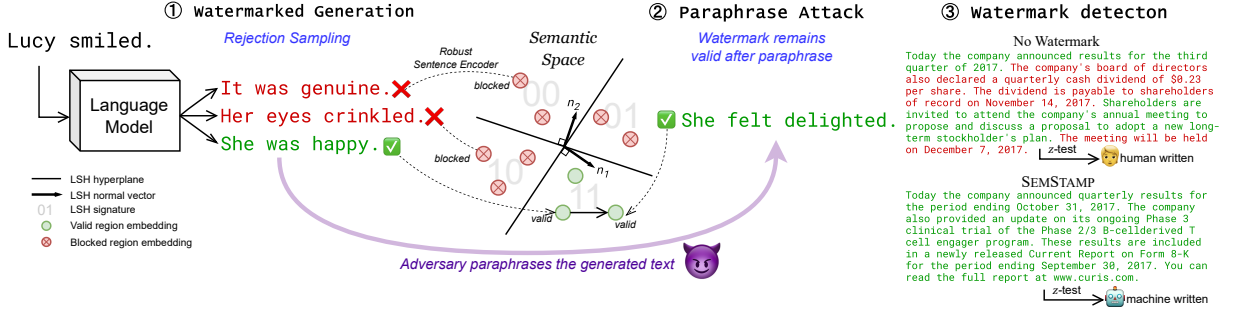 ① Watermarked Generation
Lucy smiled.
Rejection Sampling
Language
Model
It was genuine.
Her eyes crinkled.
She was happy.
LSH hyperplane
LSH normal vector
01 LSH signature
Valid region embedding
Blocked region embedding
Robust
Sentence Encoder
Semantic
Space
blocked
00
n2
01
blocked
10
n1
11
valid
valid
Adversary paraphrases the generated text
② Paraphrase Attack
Watermark remains
valid after paraphrase
She felt delighted.
③ Watermark detecton
No Watermark
Today the company announced results for the third
quarter of 2017. The company's board of directors
also declared a quarterly cash dividend of $0.23
per share. The dividend is payable to shareholders
of record on November 14, 2017. Shareholders are
invited to attend the company's annual meeting to
propose and discuss a proposal to adopt a new long-
term stockholder's plan. The meeting will be held
on December 7, 2017.
z-test
human written
SEMSTAMP
Today the company announced quarterly results for
the period ending October 31, 2017. The company
also provided an update on its ongoing Phase 3
clinical trial of the Phase 2/3 B-cellderived T
cell engager program. These results are included
in a newly released Current Report on Form 8-K
for the period ending September 30, 2017. You can
read the full report at www.curis.com.
z-test
machine written